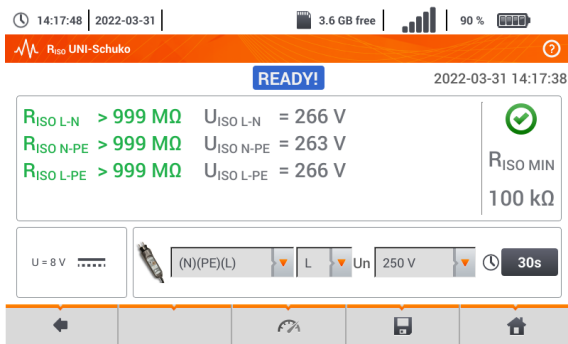 14:17:48 2022-03-31 3.6 GB free 90 %
RISO UNI-Schuko ?
READY! 2022-03-31 14:17:38
RISO L-N > 999 MΩ UISO L-N = 266 V
RISO N-PE > 999 MΩ UISO N-PE = 263 V
RISO L-PE > 999 MΩ UISO L-PE = 266 V
RISO MIN
100 kΩ
U = 8 V (N)(PE)(L) L Un 250 V 30s